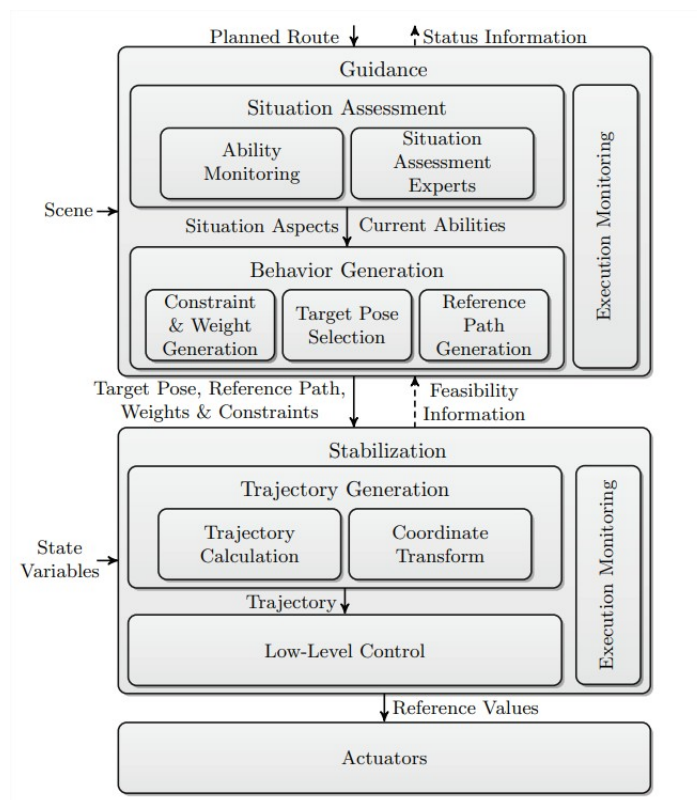 Planned Route
Status Information
Guidance
Situation Assessment
Ability
Monitoring
Situation
Assessment
Experts
Execution Monitoring
Scene
Situation Aspects
Current Abilities
Behavior Generation
Constraint
& Weight
Generation
Target Pose
Selection
Reference
Path
Generation
Target Pose, Reference Path,
Weights & Constraints
Feasibility
Information
Stabilization
Trajectory Generation
Trajectory
Calculation
Coordinate
Transform
Execution Monitoring
State
Variables
Trajectory
Low-Level Control
Reference Values
Actuators